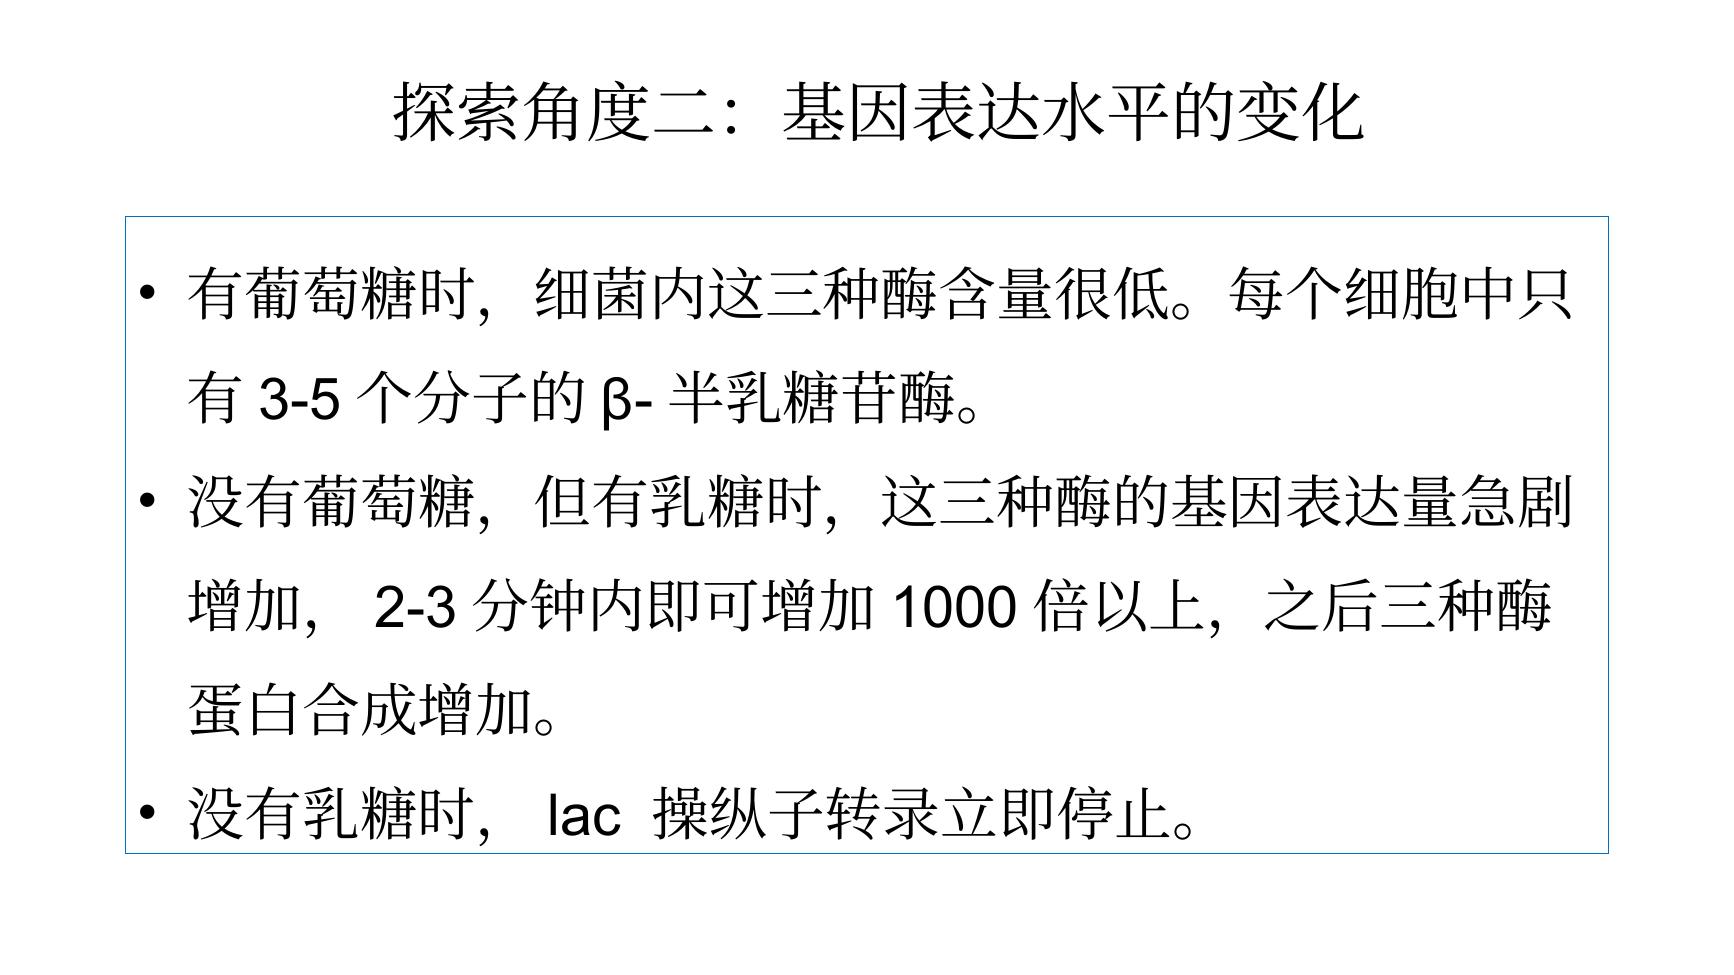 探索角度二：基因表达水平的变化
• 有葡萄糖时，细菌内这三种酶含量很低。每个细胞中只
有 3-5 个分子的 β- 半乳糖苷酶。
• 没有葡萄糖，但有乳糖时，这三种酶的基因表达量急剧
增加， 2-3 分钟内即可增加 1000 倍以上，之后三种酶
蛋白合成增加。
• 没有乳糖时， lac 操纵子转录立即停止。